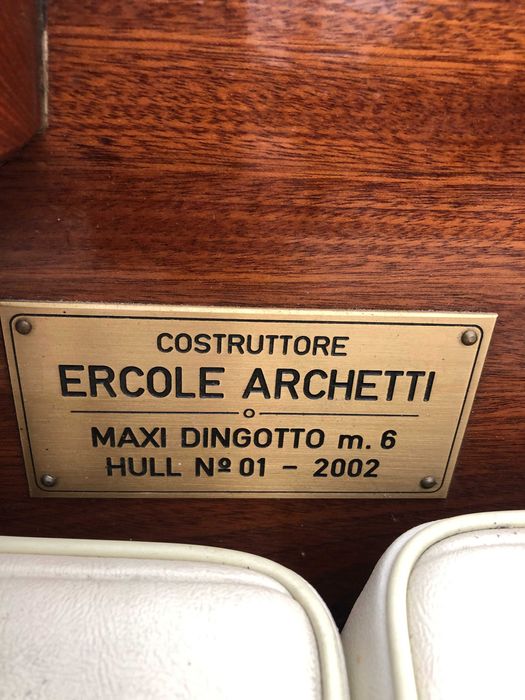 COSTRUTTORE
ERCOLE ARCHETTI
MAXI DINGOTTO m. 6
HULL Nº 01 - 2002